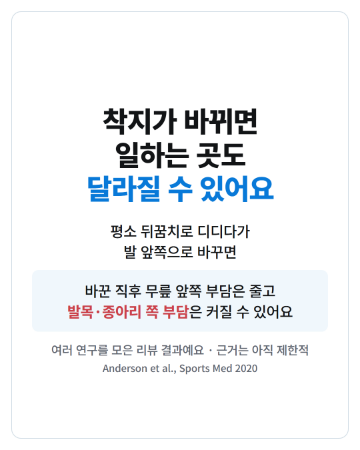 착지가 바뀌면
일하는 곳도
달라질 수 있어요
평소 뒤꿈치로 디디다가
발 앞쪽으로 바꾸면
바꾼 직후 무릎 앞쪽 부담은 줄고
발목·종아리 쪽 부담은 커질 수 있어요
여러 연구를 모은 리뷰 결과예요 · 근거는 아직 제한적
Anderson et al., Sports Med 2020